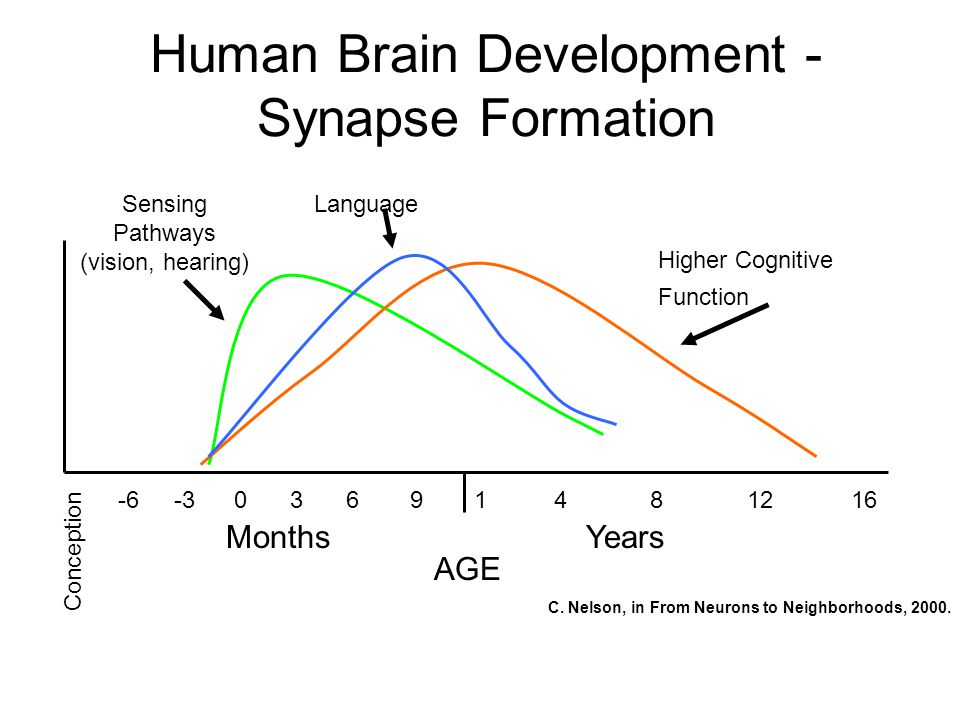 Human Brain Development -
Synapse Formation
Sensing
Pathways
(vision, hearing)
Language
Higher Cognitive
Function
Conception
-6 -3 0 3 6 9 1 4 8 12 16
Months Years
AGE
C. Nelson, in From Neurons to Neighborhoods, 2000.